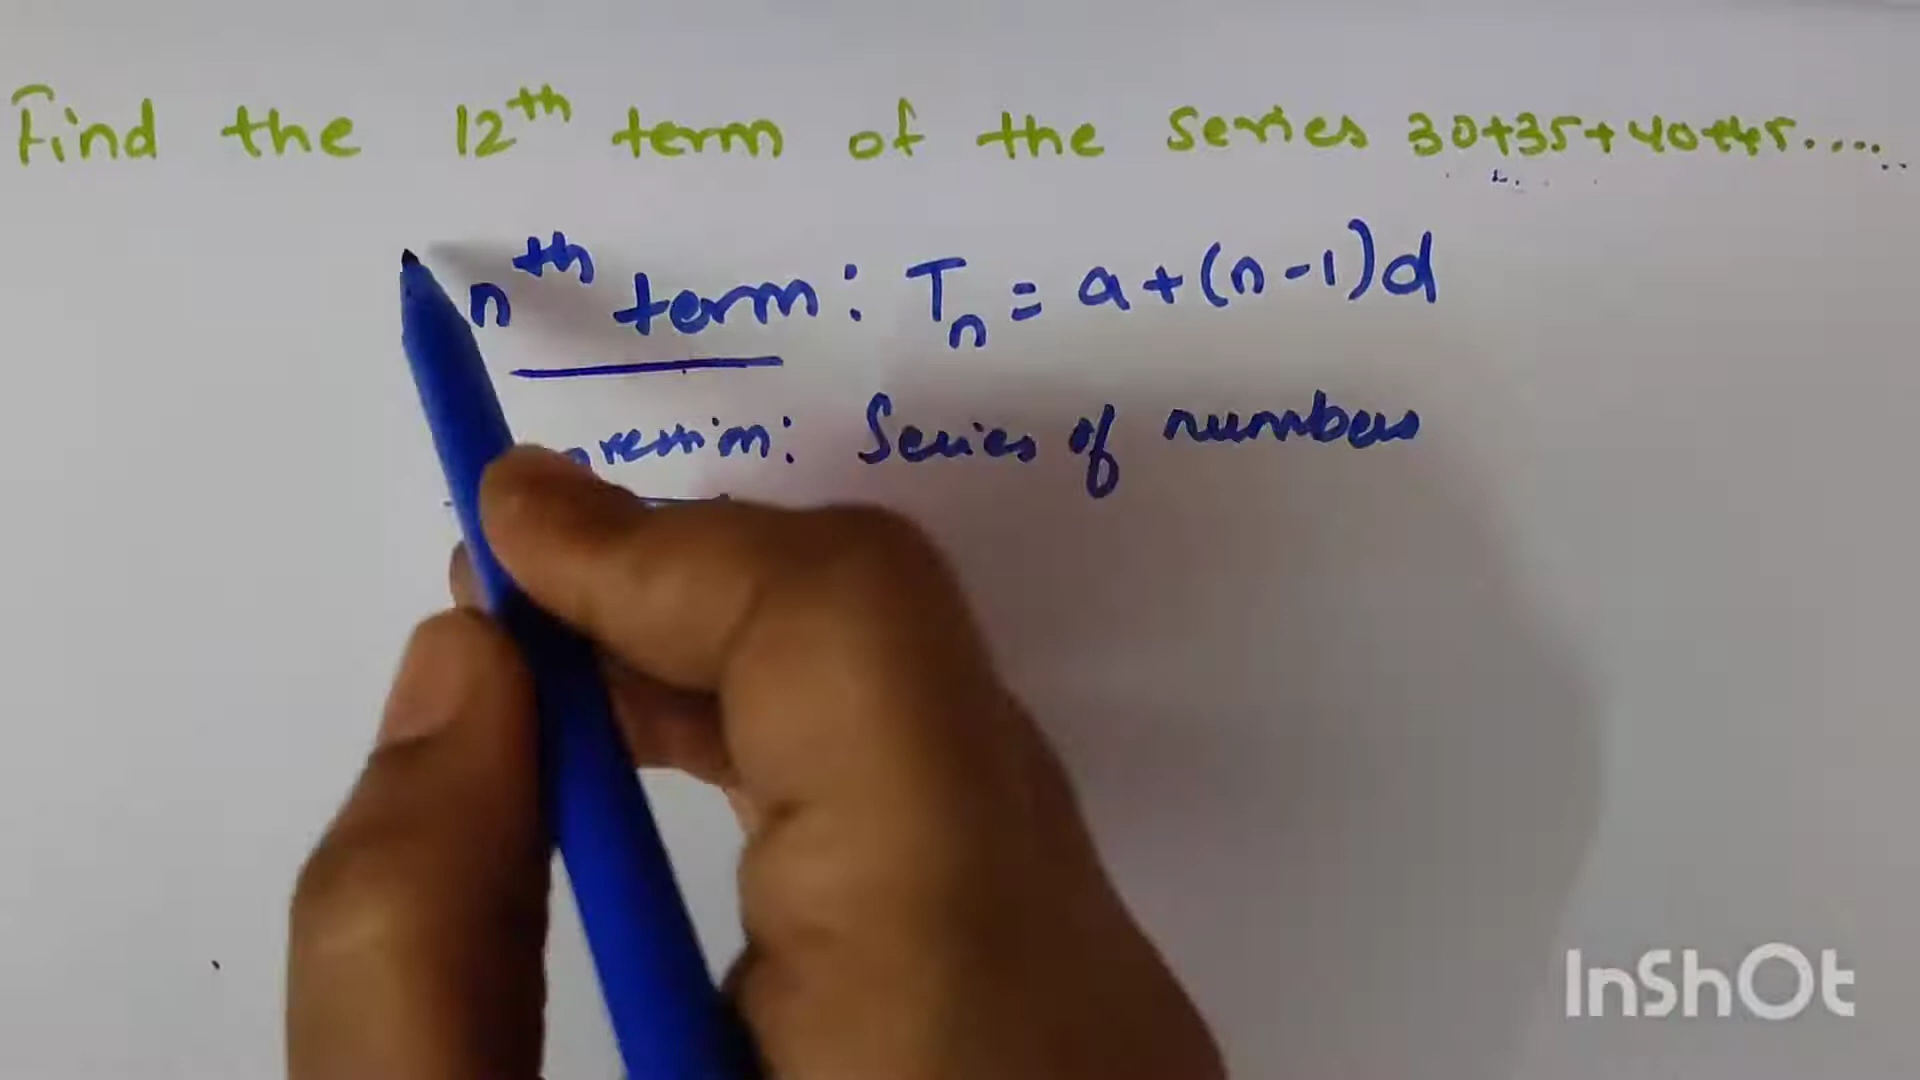 Find the 12th term of the series 30+35+40+45......
nth term: Tn = a+(n-1)d
Series of numbers
InShOt